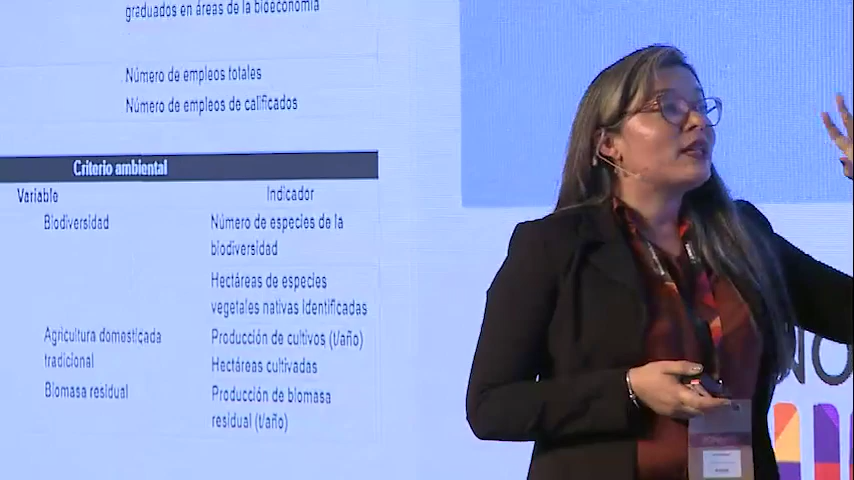 graduados en áreas de la bioeconomía
Número de empleos totales
Número de empleos de calificados
Criterio ambiental
Variable Indicador
Biodiversidad Número de especies de la
biodiversidad
Hectáreas de especies
vegetales nativas identificadas
Agricultura domesticada Producción de cultivos (t/año)
tradicional Hectáreas cultivadas
Biomasa residual Producción de biomasa
residual (t/año)
NO